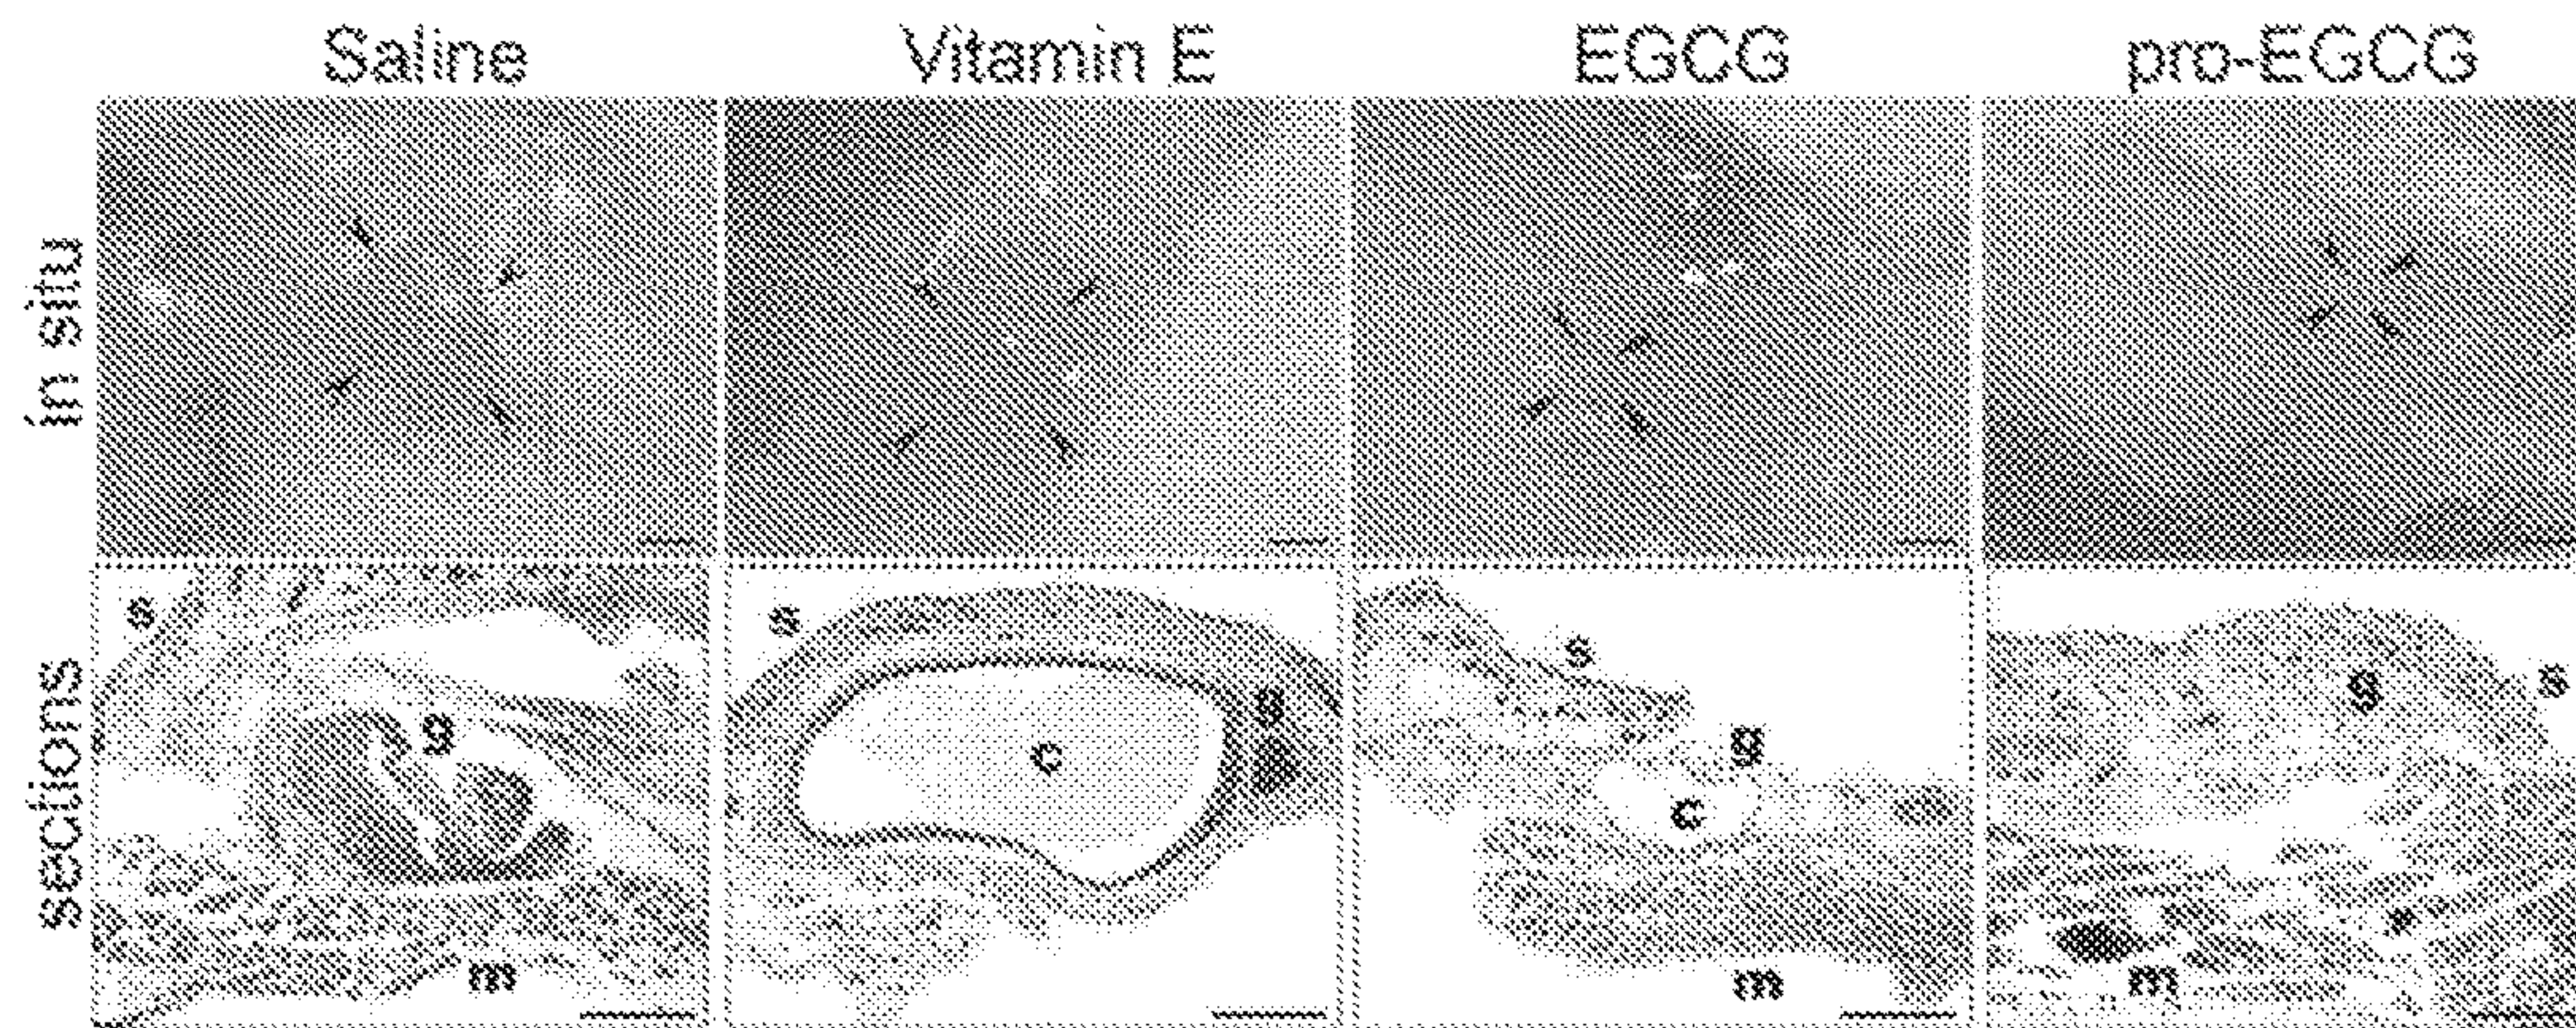 Saline Vitamin E EGCG pro-EGCG
in situ
sections
s g m
s c g
s g c m
g s m